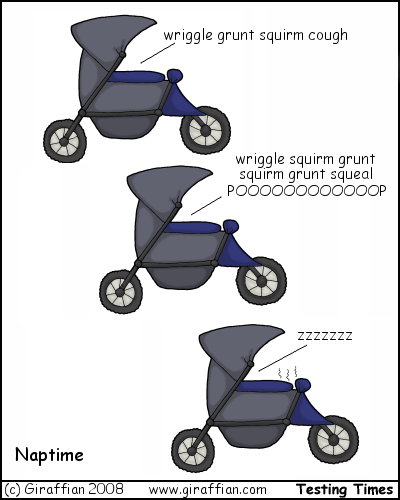 wriggle grunt squirm cough
wriggle squirm grunt
squirm grunt squeal
POOOOOOOOOOOOP
zzzzzzz
Naptime
(c) Giraffian 2008 www.giraffian.com Testing Times